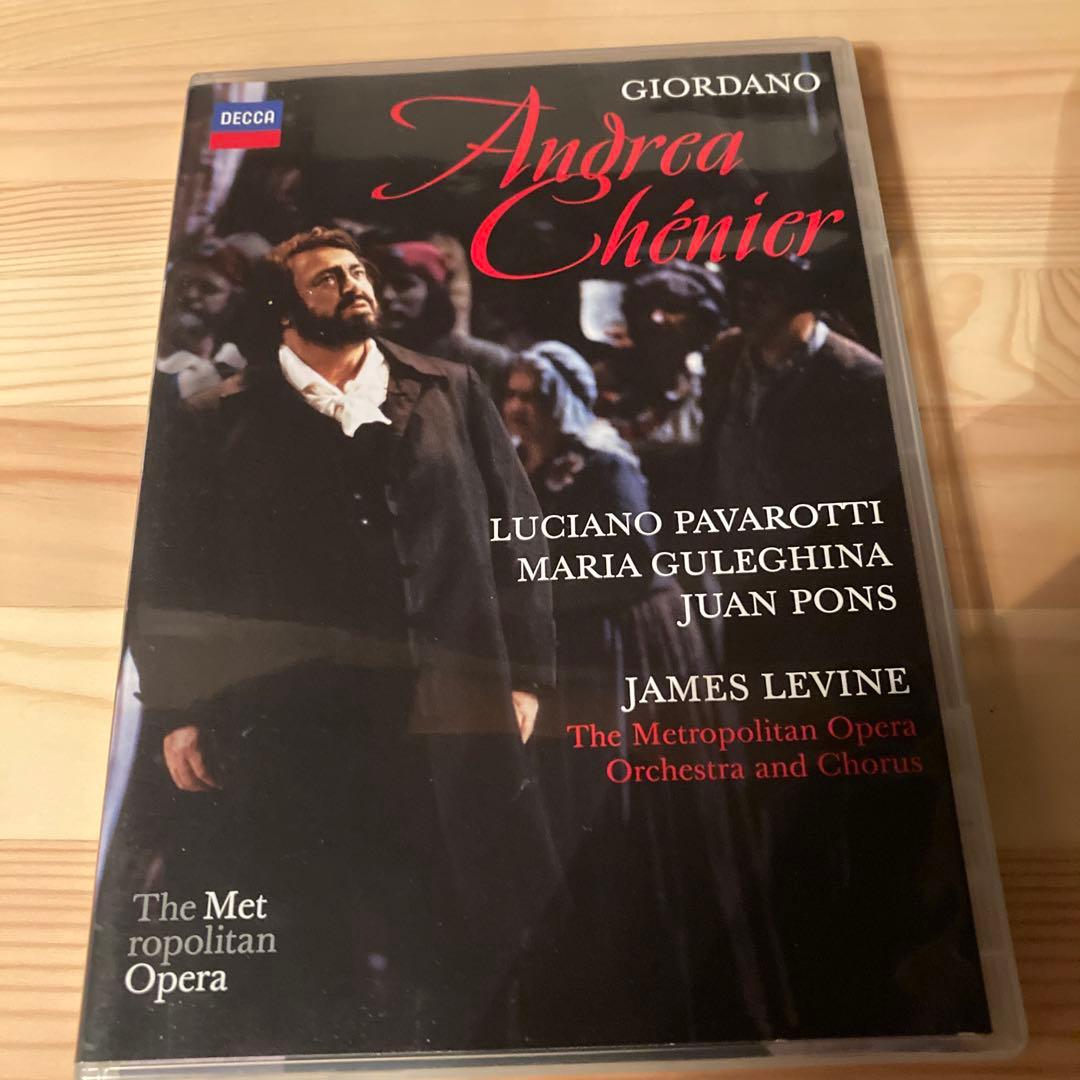 GIORDANO
DECCA
Andrea
Chénier
LUCIANO PAVAROTTI
MARIA GULEGHINA
JUAN PONS
JAMES LEVINE
The Metropolitan Opera
Orchestra and Chorus
The Met
ropolitan
Opera